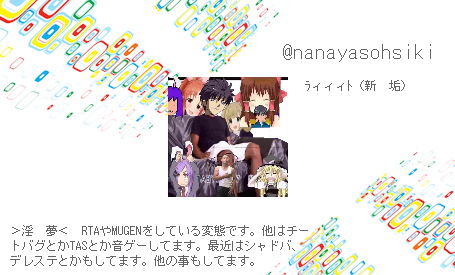 @nanayasohsiki
ﾗｨｨｨﾄ (新　垢)
＞淫　夢＜　RTAやMUGENをしている変態です。他はチー
トバグとかTASとか音ゲーしてます。最近はシャドバ、
デレステとかもしてます。他の事もしてます。